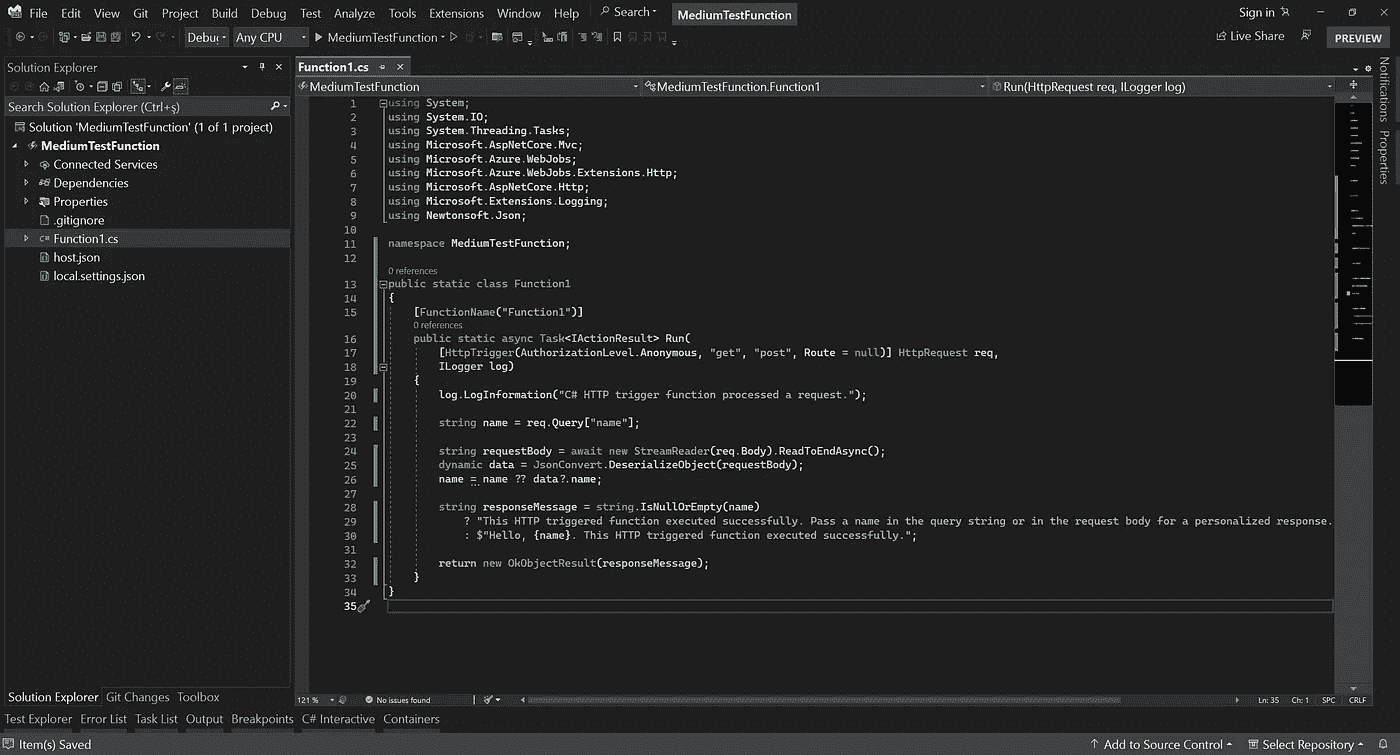 File Edit View Git Project Build Debug Test Analyze Tools Extensions Window Help Search MediumTestFunction Sign in
Debug Any CPU MediumTestFunction Live Share PREVIEW
Solution Explorer
Search Solution Explorer (Ctrl+ş)
Solution 'MediumTestFunction' (1 of 1 project)
MediumTestFunction
Connected Services
Dependencies
Properties
.gitignore
C# Function1.cs
host.json
local.settings.json
Solution Explorer Git Changes Toolbox
Function1.cs
MediumTestFunction MediumTestFunction.Function1 Run(HttpRequest req, ILogger log)
1 using System;
2 using System.IO;
3 using System.Threading.Tasks;
4 using Microsoft.AspNetCore.Mvc;
5 using Microsoft.Azure.WebJobs;
6 using Microsoft.Azure.WebJobs.Extensions.Http;
7 using Microsoft.AspNetCore.Http;
8 using Microsoft.Extensions.Logging;
9 using Newtonsoft.Json;
10
11 namespace MediumTestFunction;
12
0 references
13 public static class Function1
14 {
15 [FunctionName("Function1")]
0 references
16 public static async Task<IActionResult> Run(
17 [HttpTrigger(AuthorizationLevel.Anonymous, "get", "post", Route = null)] HttpRequest req,
18 ILogger log)
19 {
20 log.LogInformation("C# HTTP trigger function processed a request.");
21
22 string name = req.Query["name"];
23
24 string requestBody = await new StreamReader(req.Body).ReadToEndAsync();
25 dynamic data = JsonConvert.DeserializeObject(requestBody);
26 name = name ?? data?.name;
27
28 string responseMessage = string.IsNullOrEmpty(name)
29 ? "This HTTP triggered function executed successfully. Pass a name in the query string or in the request body for a personalized response.
30 : $"Hello, {name}. This HTTP triggered function executed successfully.";
31
32 return new OkObjectResult(responseMessage);
33 }
34 }
35
121 % No issues found Ln: 35 Ch: 1 SPC CRLF
Notifications
Properties
Test Explorer Error List Task List Output Breakpoints C# Interactive Containers
Item(s) Saved Add to Source Control Select Repository